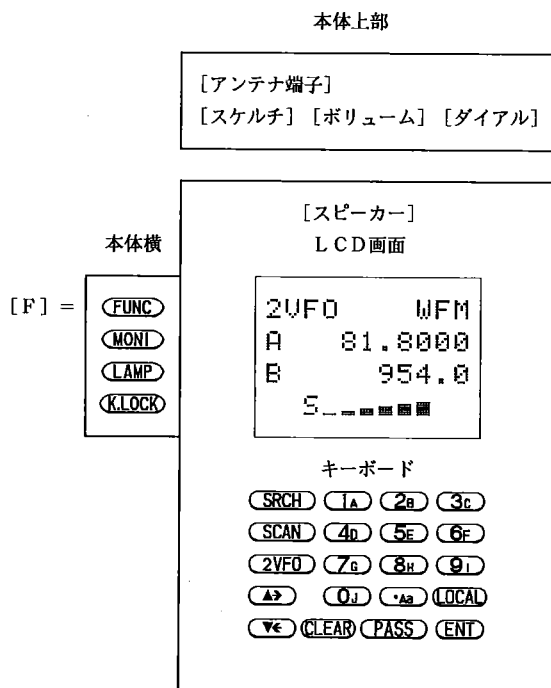 本体上部
[アンテナ端子]
[スケルチ] [ボリューム] [ダイアル]
[スピーカー]
本体横
LCD画面
[F] =
FUNC
MONI
LAMP
K.LOCK
2VFO WFM
A 81.8000
B 954.0
S
キーボード
SRCH 1A 2B 3C
SCAN 4D 5E 6F
2VFO 7G 8H 9I
▲→ 0J ・Aa LOCAL
▼← CLEAR PASS ENT